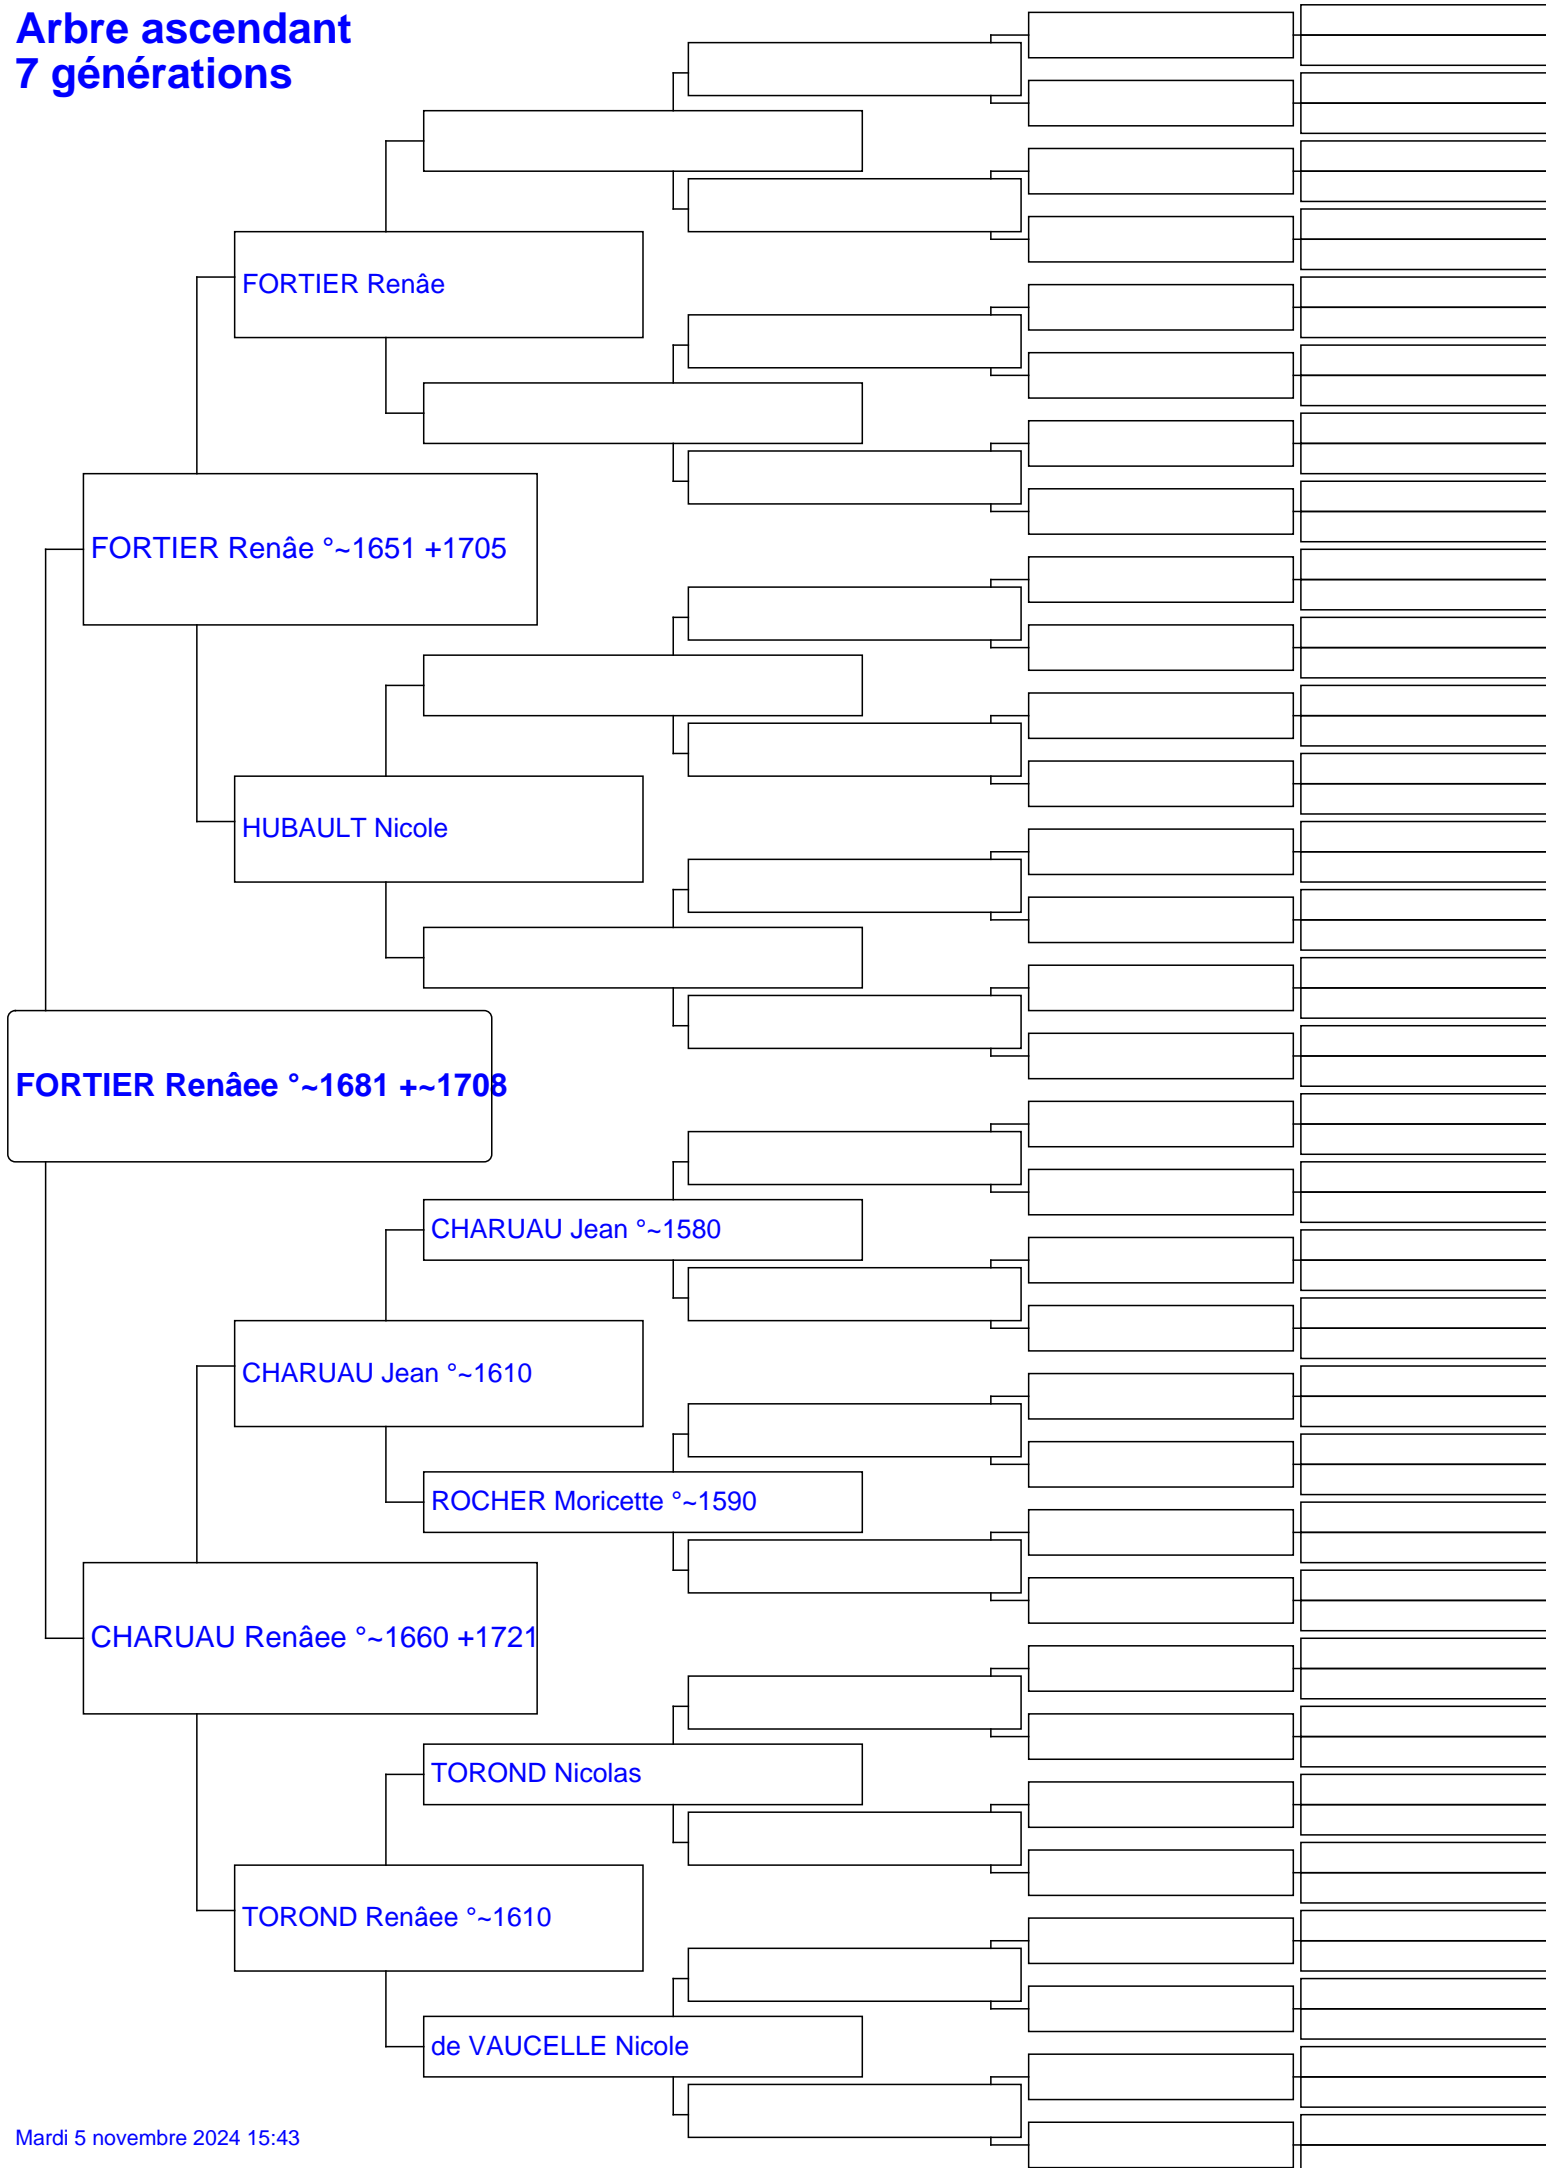 Arbre ascendant
7 générations
FORTIER Renâe
FORTIER Renâe °~1651 +1705
HUBAULT Nicole
FORTIER Renâee °~1681 +~1708
CHARUAU Jean °~1580
CHARUAU Jean °~1610
ROCHER Moricette °~1590
CHARUAU Renâee °~1660 +1721
TOROND Nicolas
TOROND Renâee °~1610
de VAUCELLE Nicole
Mardi 5 novembre 2024 15:43